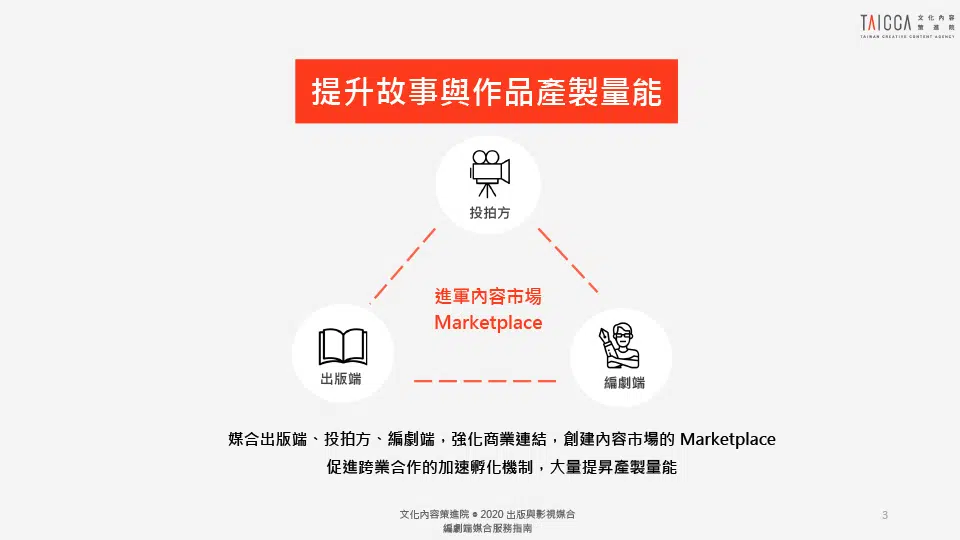 TAICCA 文化內容
策進院
TAIWAN CREATIVE CONTENT AGENCY
提升故事與作品產製量能
投拍方
進軍內容市場
Marketplace
出版端
編劇端
媒合出版端、投拍方、編劇端，強化商業連結，創建內容市場的 Marketplace
促進跨業合作的加速孵化機制，大量提昇產製量能
文化內容策進院 ● 2020 出版與影視媒合
編劇端媒合服務指南
3